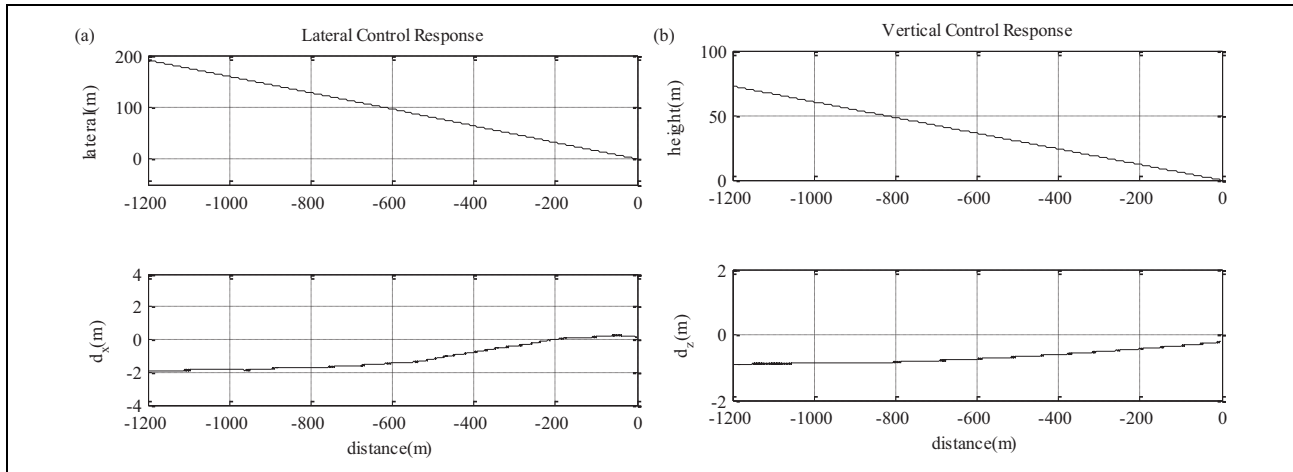 (a)
Lateral Control Response
200
100
0
lateral(m)
-1200 -1000 -800 -600 -400 -200 0
4
2
0
-2
-4
d_x(m)
-1200 -1000 -800 -600 -400 -200 0
distance(m)
(b)
Vertical Control Response
100
50
0
height(m)
-1200 -1000 -800 -600 -400 -200 0
2
0
-2
d_z(m)
-1200 -1000 -800 -600 -400 -200 0
distance(m)